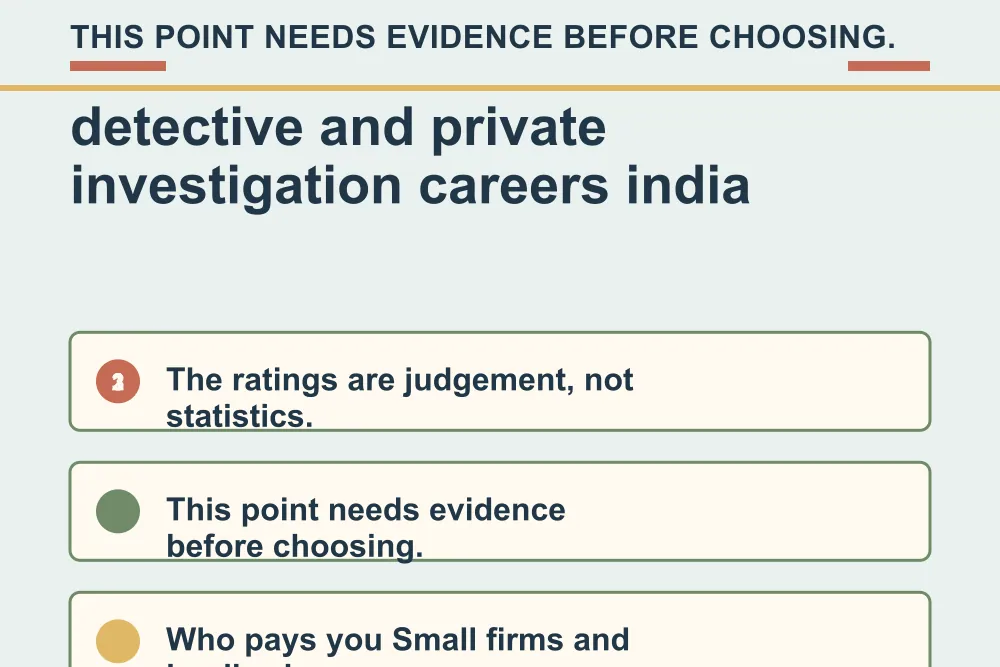 THIS POINT NEEDS EVIDENCE BEFORE CHOOSING.
detective and private
investigation careers india
The ratings are judgement, not
statistics.
This point needs evidence
before choosing.
Who pays you Small firms and